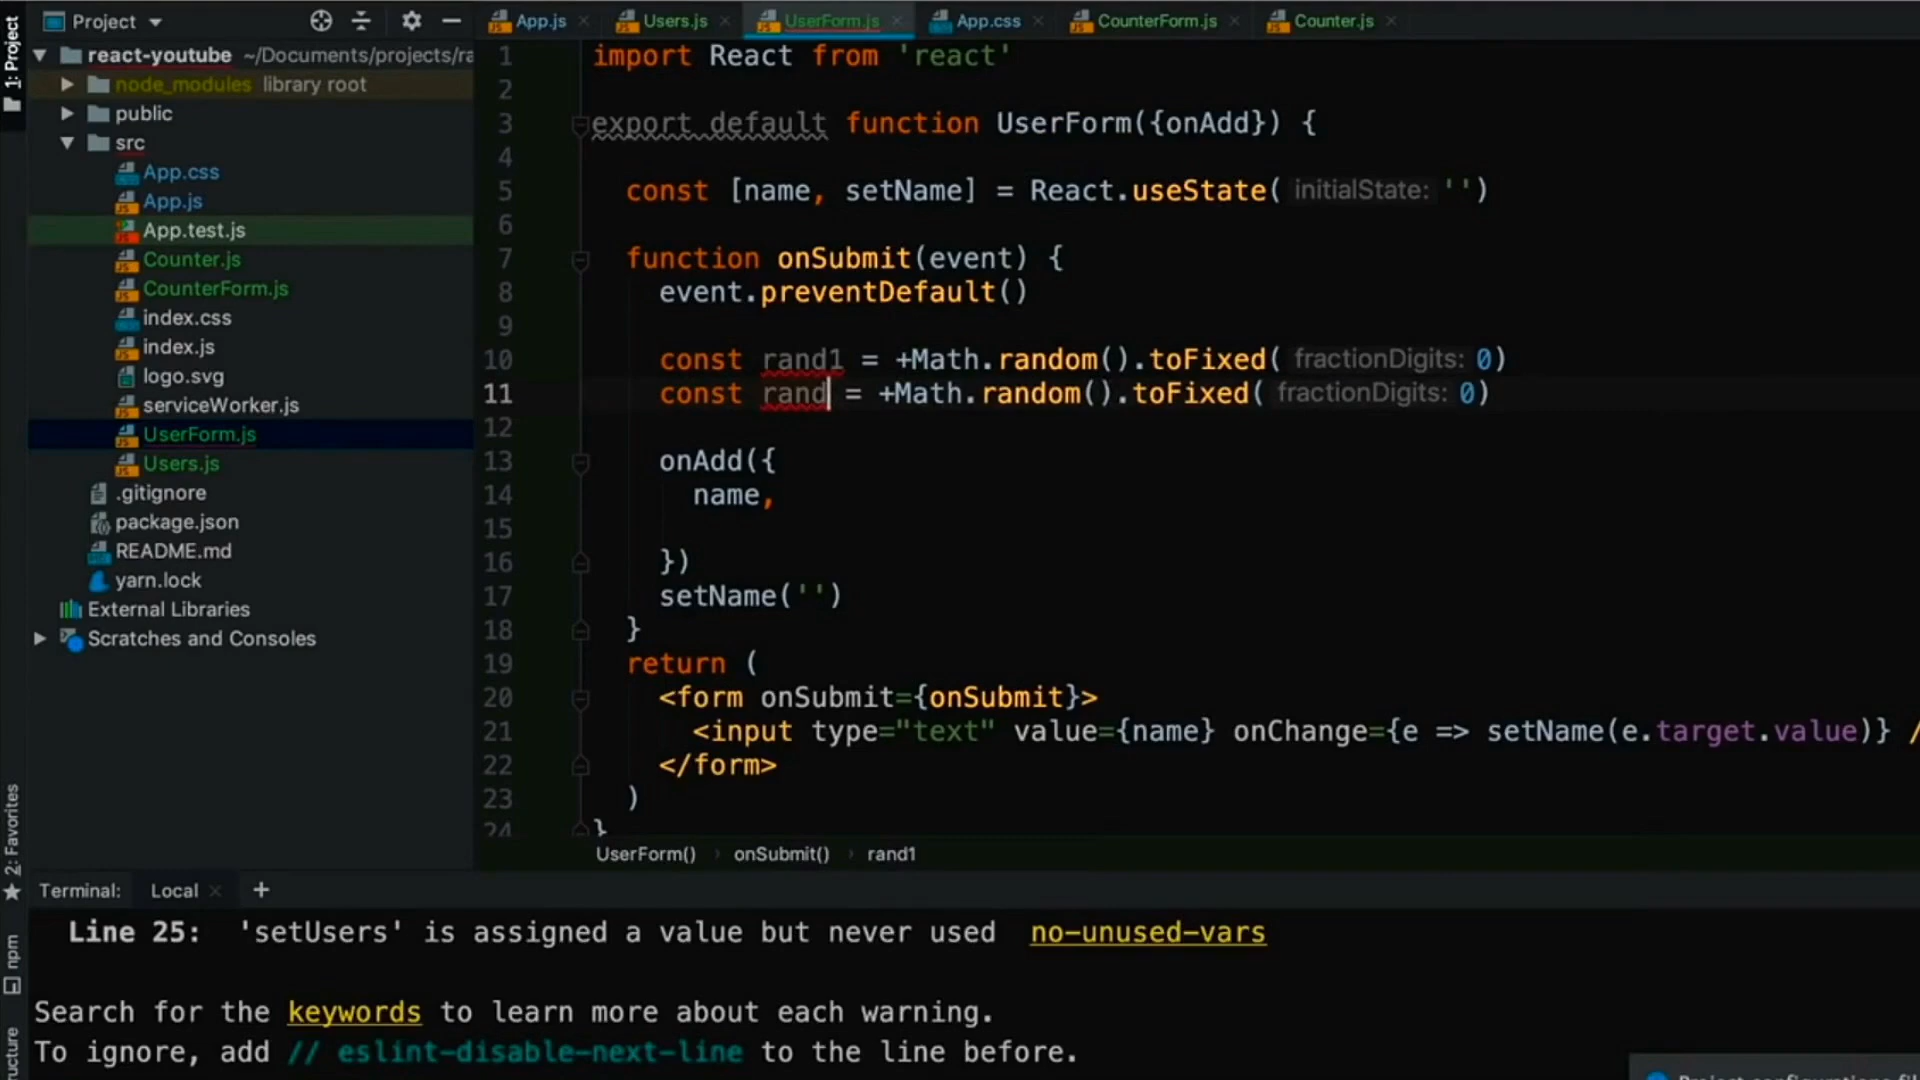 1: Project
Project
App.js
Users.js
UserForm.js
App.css
CounterForm.js
Counter.js
react-youtube ~/Documents/projects/ra
node_modules library root
public
src
App.css
App.js
App.test.js
Counter.js
CounterForm.js
index.css
index.js
logo.svg
serviceWorker.js
UserForm.js
Users.js
.gitignore
package.json
README.md
yarn.lock
External Libraries
Scratches and Consoles
1 import React from 'react'
2
3 export default function UserForm({onAdd}) {
4
5 const [name, setName] = React.useState( initialState: '')
6
7 function onSubmit(event) {
8 event.preventDefault()
9
10 const rand1 = +Math.random().toFixed( fractionDigits: 0)
11 const rand = +Math.random().toFixed( fractionDigits: 0)
12
13 onAdd({
14 name,
15
16 })
17 setName('')
18 }
19 return (
20 <form onSubmit={onSubmit}>
21 <input type="text" value={name} onChange={e => setName(e.target.value)} /
22 </form>
23 )
24 }
UserForm() onSubmit() rand1
2: Favorites
npm
Terminal: Local +
Line 25: 'setUsers' is assigned a value but never used no-unused-vars
Search for the keywords to learn more about each warning.
To ignore, add // eslint-disable-next-line to the line before.